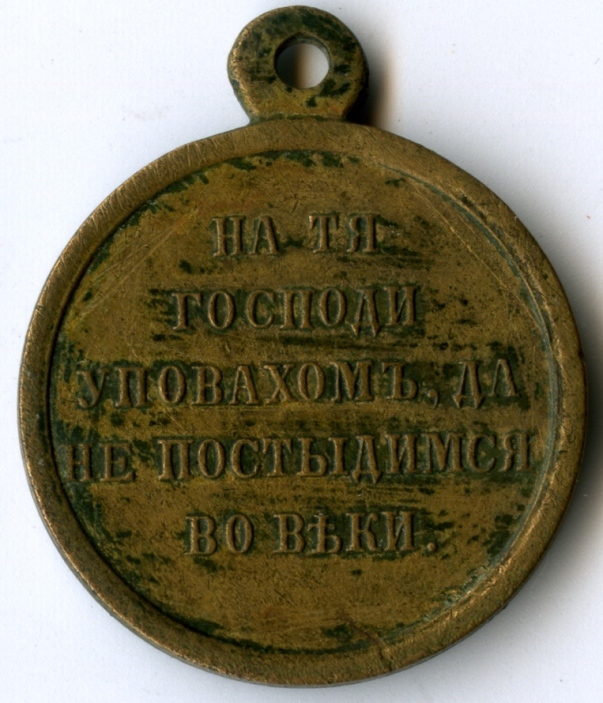 НА ТЯ
ГОСПОДИ
УПОВАХОМЪ, ДА
НЕ ПОСТЫДИМСЯ
ВО ВѢКИ.